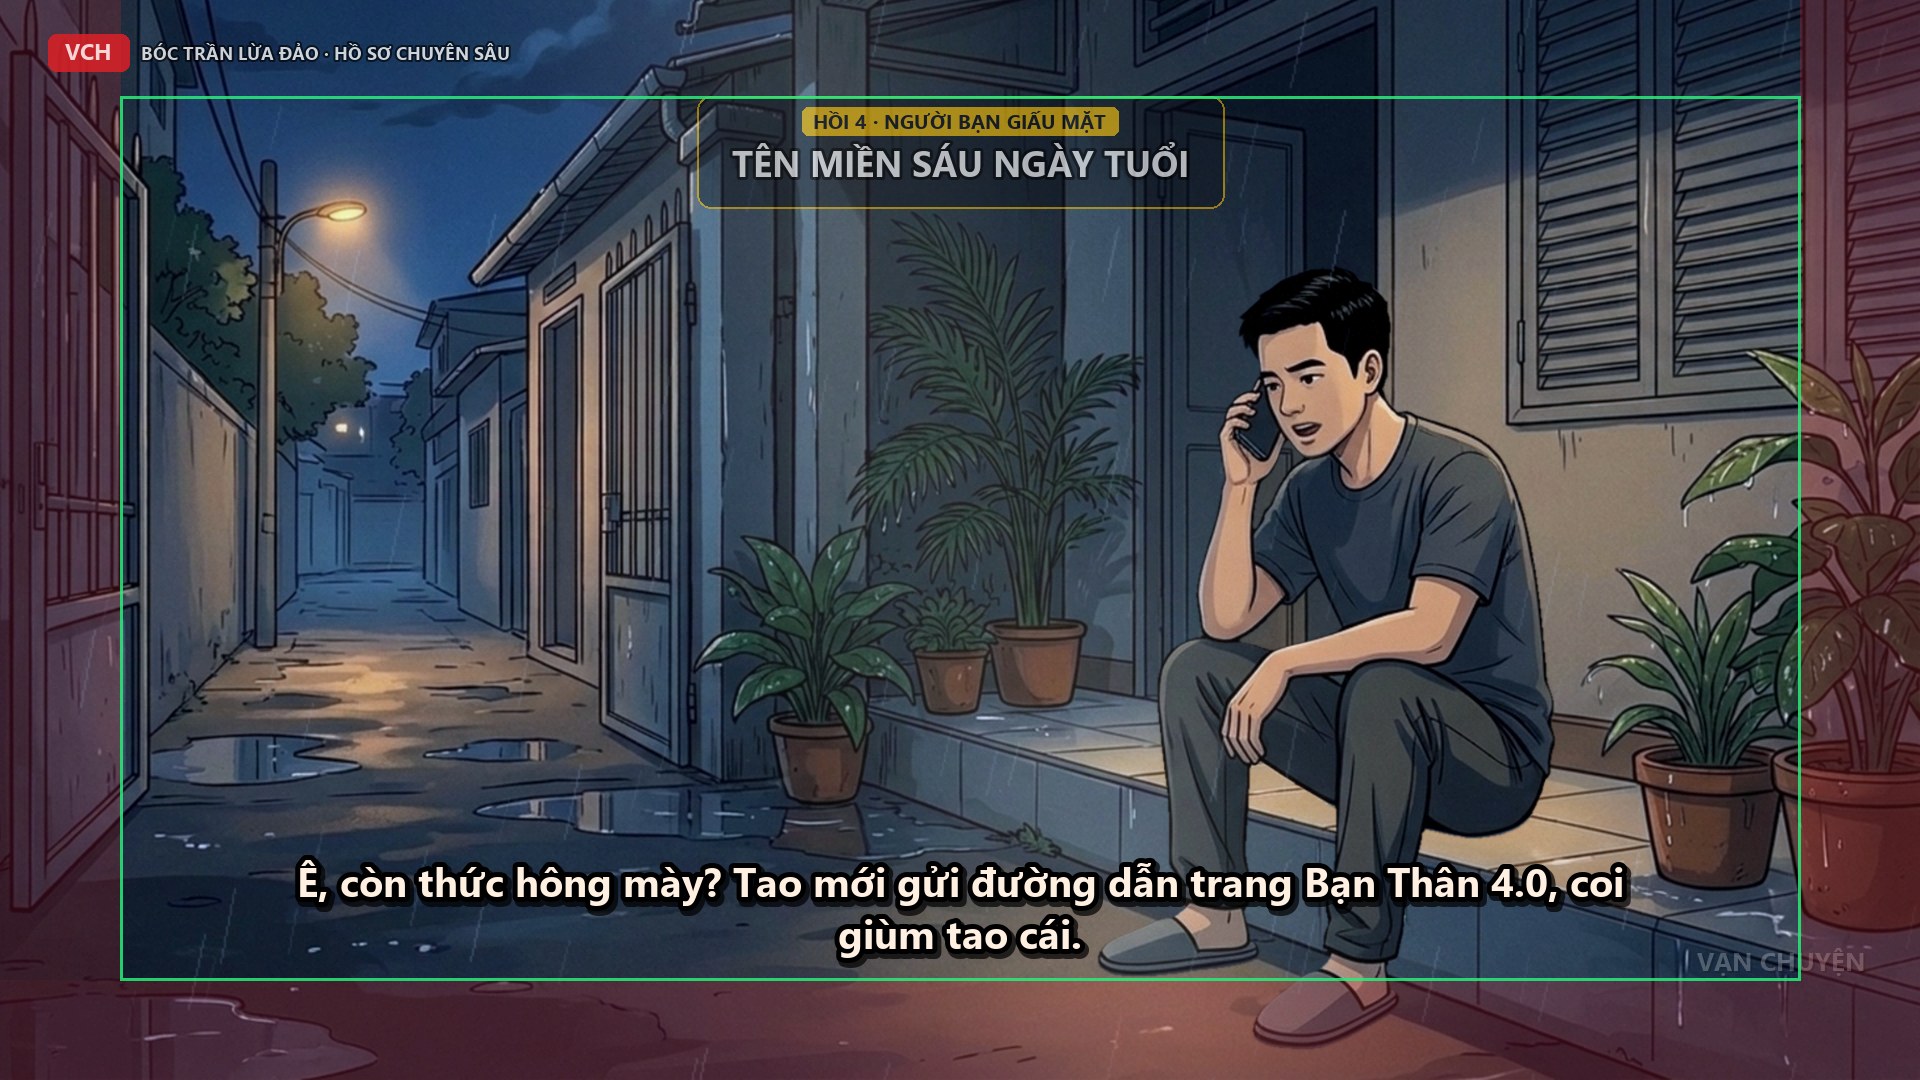 VCH BÓC TRẦN LỪA ĐẢO · HỒ SƠ CHUYÊN SÂU
HỒI 4 · NGƯỜI BẠN GIẤU MẶT
TÊN MIỀN SÁU NGÀY TUỔI
Ê, còn thức hông mày? Tao mới gửi đường dẫn trang Bạn Thân 4.0, coi
giùm tao cái.
VẠN CHUYỆN